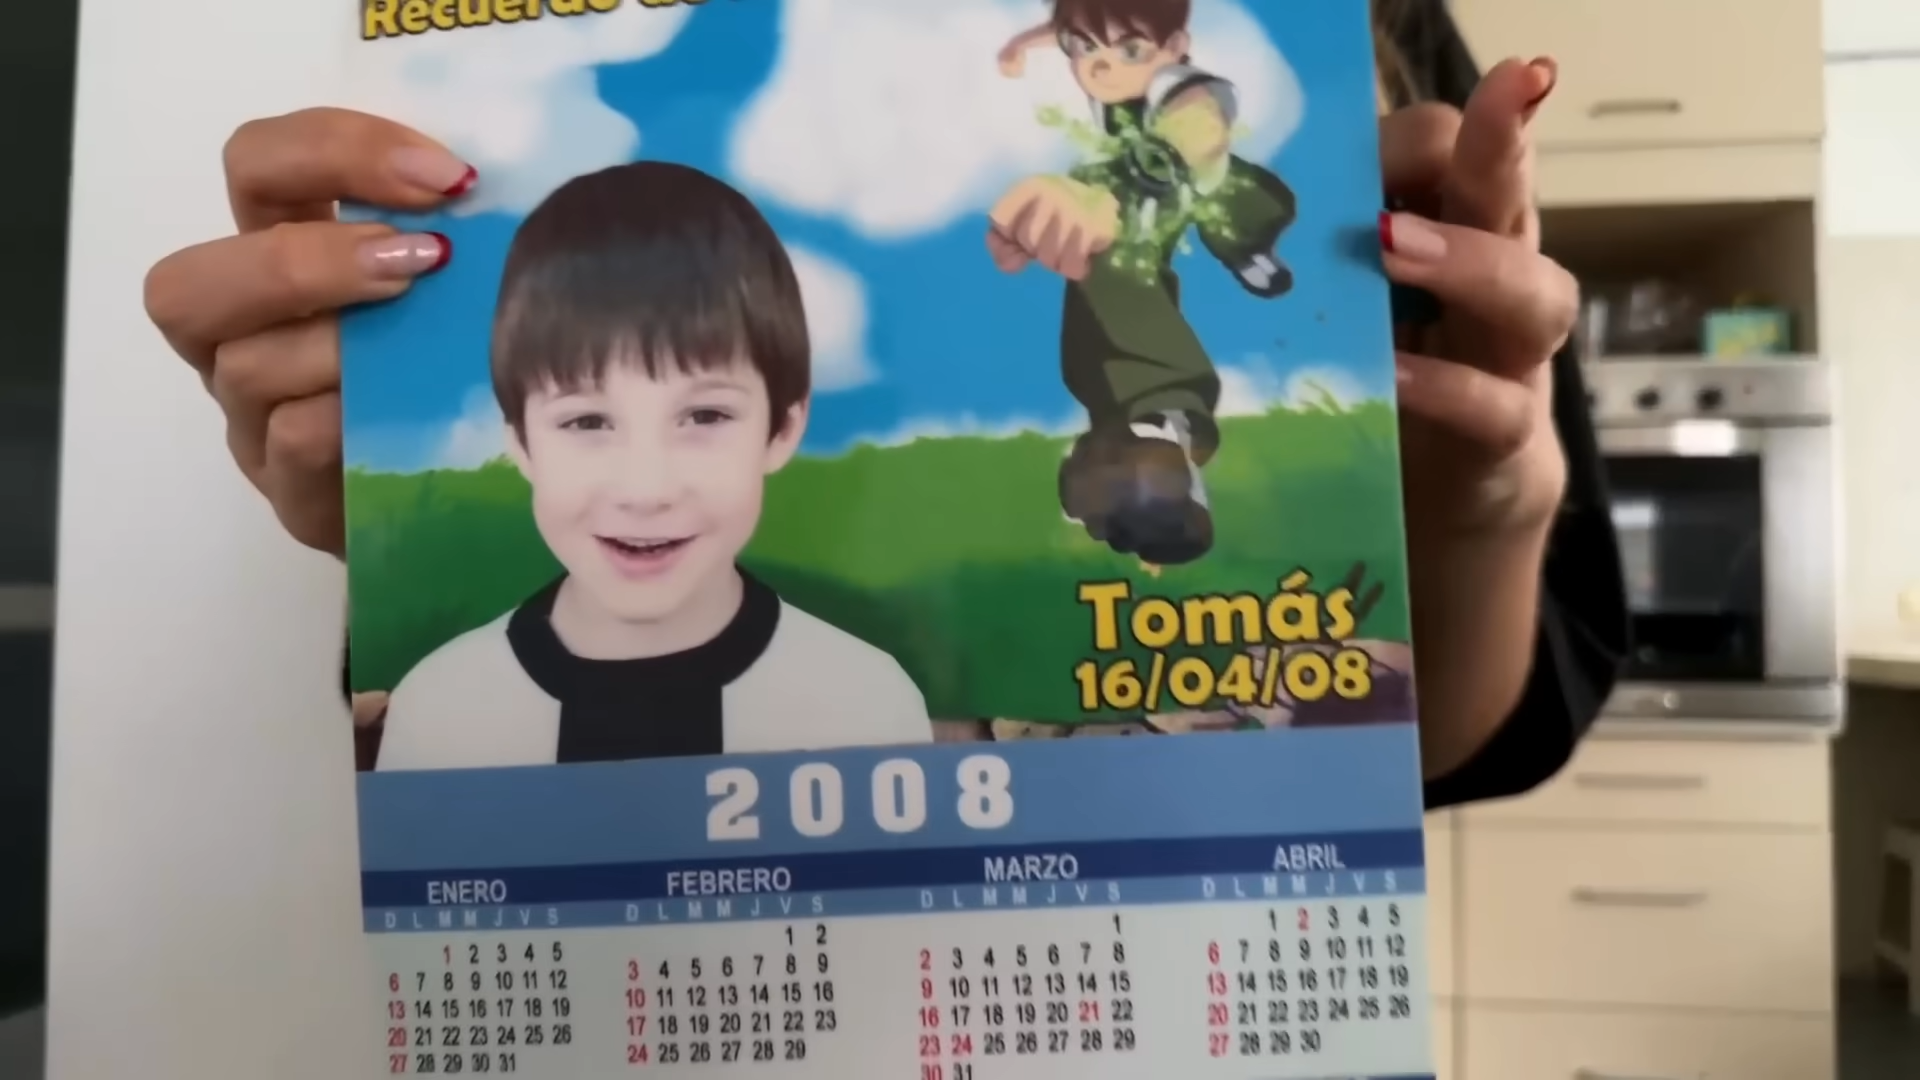 Recuerdo
Tomás
16/04/08
2008
ENERO
D L M M J V S
1 2 3 4 5
6 7 8 9 10 11 12
13 14 15 16 17 18 19
20 21 22 23 24 25 26
27 28 29 30 31
FEBRERO
D L M M J V S
1 2
3 4 5 6 7 8 9
10 11 12 13 14 15 16
17 18 19 20 21 22 23
24 25 26 27 28 29
MARZO
D L M M J V S
1
2 3 4 5 6 7 8
9 10 11 12 13 14 15
16 17 18 19 20 21 22
23 24 25 26 27 28 29
30 31
ABRIL
D L M M J V S
1 2 3 4 5
6 7 8 9 10 11 12
13 14 15 16 17 18 19
20 21 22 23 24 25 26
27 28 29 30